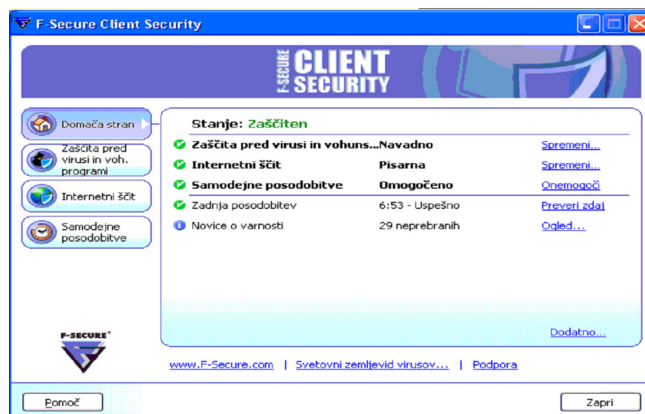 F-Secure Client Security
F-SECURE CLIENT SECURITY
Domača stran
Zaščita pred
virusi in voh.
programi
Internetni ščit
Samodejne
posodobitve
Stanje: Zaščiten
Zaščita pred virusi in vohuns... Navadno Spremeni...
Internetni ščit Pisarna Spremeni...
Samodejne posodobitve Omogočeno Onemogoči
Zadnja posodobitev 6:53 - Uspešno Preveri zdaj
Novice o varnosti 29 neprebranih Ogled...
Dodatno...
F-SECURE
www.F-Secure.com | Svetovni zemljevid virusov... | Podpora
Pomoč Zapri